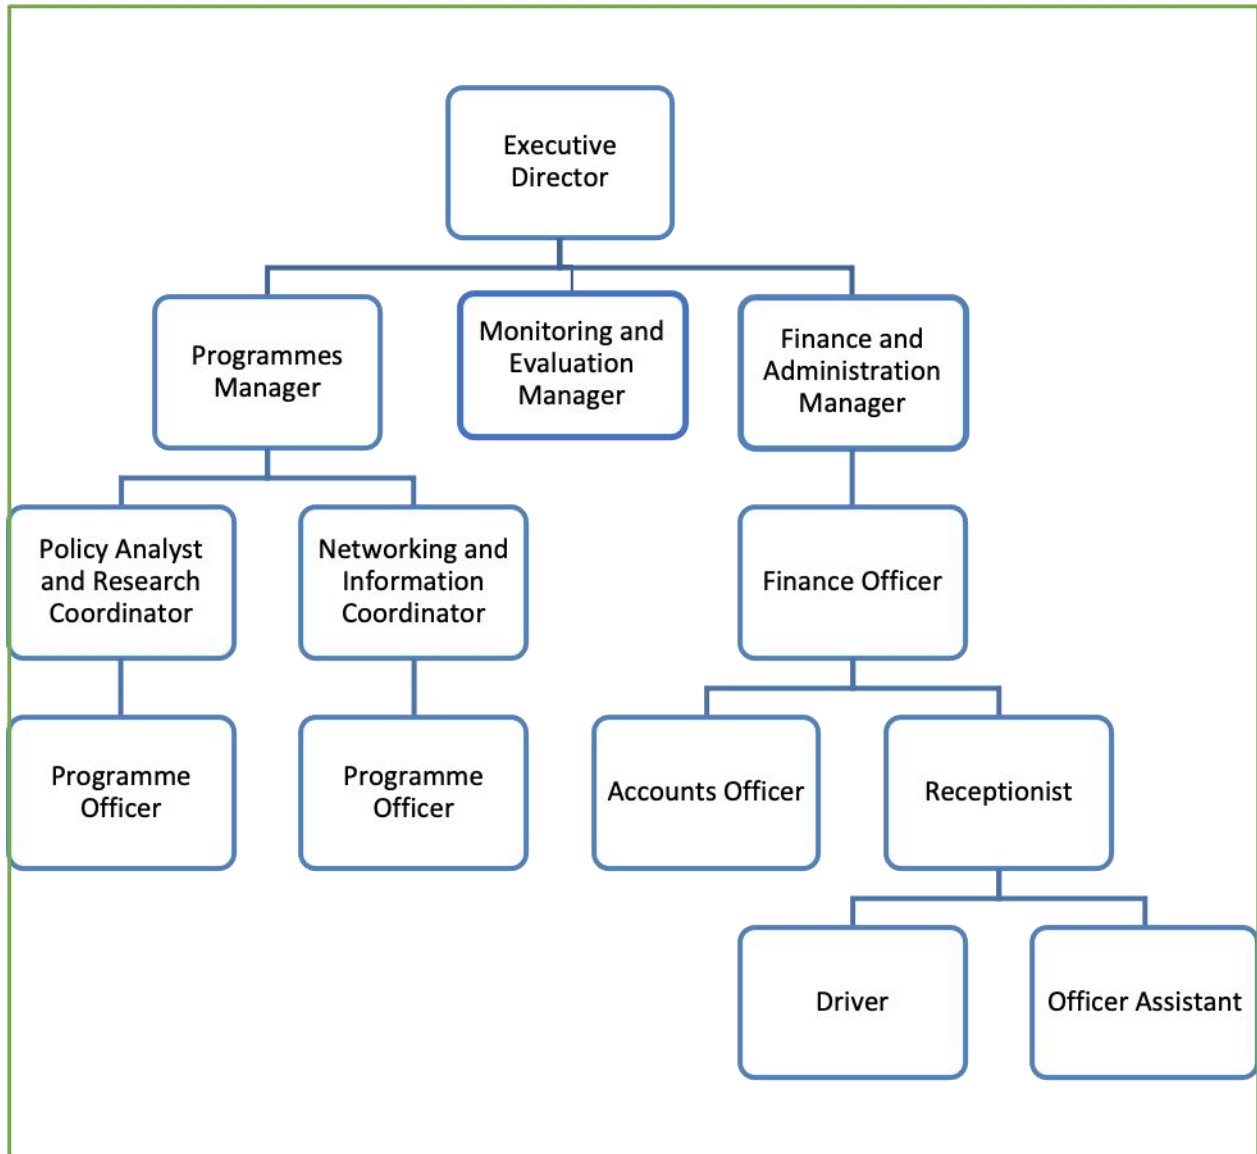 Executive
Director
Programmes
Manager
Monitoring and
Evaluation
Manager
Finance and
Administration
Manager
Policy Analyst
and Research
Coordinator
Networking and
Information
Coordinator
Finance Officer
Programme
Officer
Programme
Officer
Accounts Officer
Receptionist
Driver
Officer Assistant